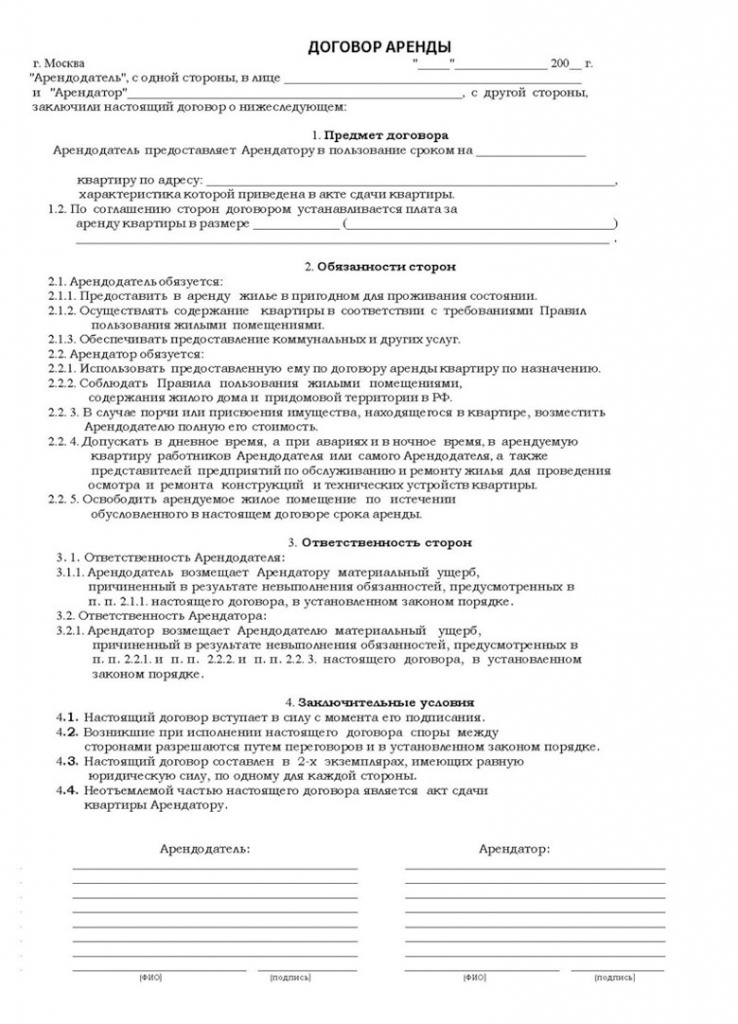 ДОГОВОР АРЕНДЫ
г. Москва "_____"_______________ 200__ г.
"Арендодатель", с одной стороны, в лице _______________________________________________
и "Арендатор"_____________________________________________________, с другой стороны,
заключили настоящий договор о нижеследующем:
1. Предмет договора
Арендодатель предоставляет Арендатору в пользование сроком на _________________
квартиру по адресу: _________________________________________________________________,
характеристика которой приведена в акте сдачи квартиры.
1.2. По соглашению сторон договором устанавливается плата за
аренду квартиры в размере ______________ (__________________________________________)
_____________________________________________________________________________________ .
2. Обязанности сторон
2.1. Арендодатель обязуется:
2.1.1. Предоставить в аренду жилье в пригодном для проживания состоянии.
2.1.2. Осуществлять содержание квартиры в соответствии с требованиями Правил
пользования жилыми помещениями.
2.1.3. Обеспечивать предоставление коммунальных и других услуг.
2.2. Арендатор обязуется:
2.2.1. Использовать предоставленную ему по договору аренды квартиру по назначению.
2.2.2. Соблюдать Правила пользования жилыми помещениями,
содержания жилого дома и придомовой территории в РФ.
2.2. 3. В случае порчи или присвоения имущества, находящегося в квартире, возместить
Арендодателю полную его стоимость.
2.2. 4. Допускать в дневное время, а при авариях и в ночное время, в арендуемую
квартиру работников Арендодателя или самого Арендодателя, а также
представителей предприятий по обслуживанию и ремонту жилья для проведения
осмотра и ремонта конструкций и технических устройств квартиры.
2.2. 5. Освободить арендуемое жилое помещение по истечении
обусловленного в настоящем договоре срока аренды.
3. Ответственность сторон
3. 1. Ответственность Арендодателя:
3.1.1. Арендодатель возмещает Арендатору материальный ущерб,
причиненный в результате невыполнения обязанностей, предусмотренных в
п. п. 2.1.1. настоящего договора, в установленном законом порядке.
3.2. Ответственность Арендатора:
3.2.1. Арендатор возмещает Арендодателю материальный ущерб,
причиненный в результате невыполнения обязанностей, предусмотренных в
п. п. 2.2.1. и п. п. 2.2.2. и п. п. 2.2. 3. настоящего договора, в установленном
законом порядке.
4. Заключительные условия
4.1. Настоящий договор вступает в силу с момента его подписания.
4.2. Возникшие при исполнении настоящего договора споры между
сторонами разрешаются путем переговоров и в установленном законом порядке.
4.3. Настоящий договор составлен в 2-х экземплярах, имеющих равную
юридическую силу, по одному для каждой стороны.
4.4. Неотъемлемой частью настоящего договора является акт сдачи
квартиры Арендатору.
Арендодатель: Арендатор:
(ФИО) (подпись) (ФИО) (подпись)